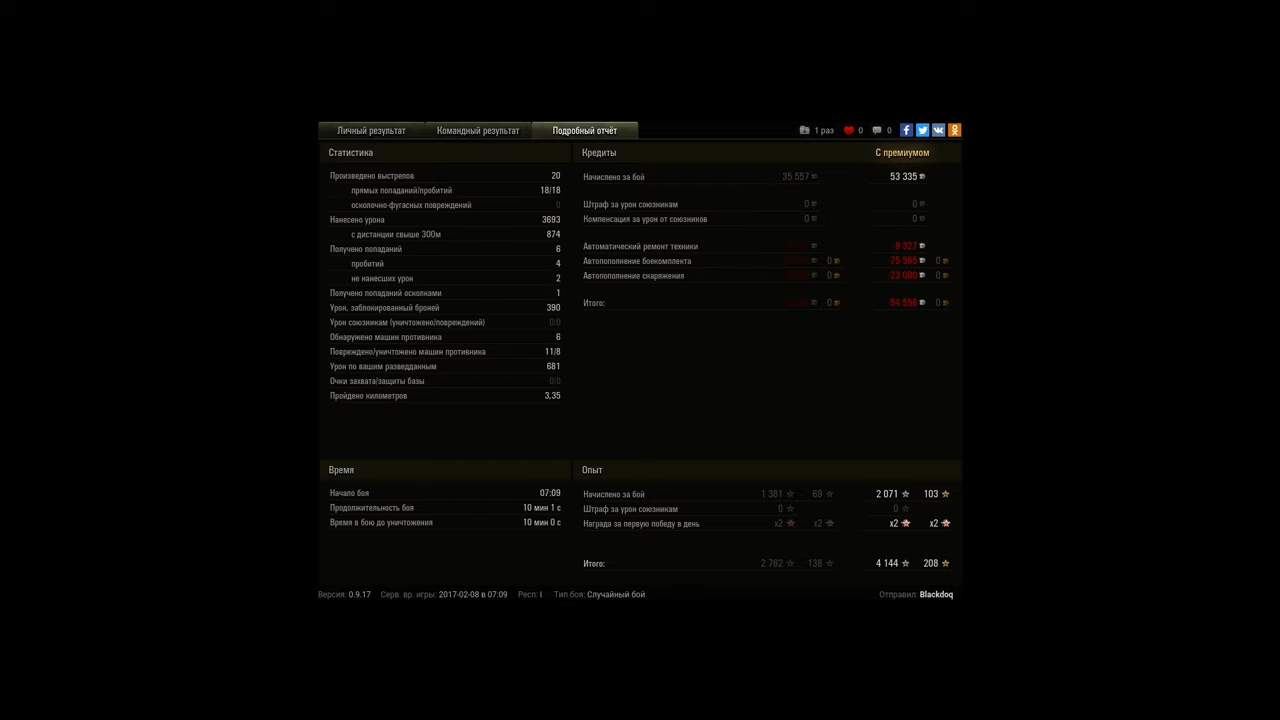 Личный результат Командный результат Подробный отчёт 1 раз 0 0
Статистика
Произведено выстрелов 20
прямых попаданий/пробитий 18/18
осколочно-фугасных повреждений 0
Нанесено урона 3693
с дистанции свыше 300м 874
Получено попаданий 6
пробитий 4
не нанесших урон 2
Получено попаданий осколками 1
Урон, заблокированный броней 390
Урон союзникам (уничтожено/повреждений) 0/0
Обнаружено машин противника 6
Повреждено/уничтожено машин противника 11/8
Урон по вашим разведданным 681
Очки захвата/защиты базы 0/0
Пройдено километров 3,35
Кредиты С премиумом
Начислено за бой 35 557 53 335
Штраф за урон союзникам 0 0
Компенсация за урон от союзников 0 0
Автоматический ремонт техники -9 327
Автопополнение боекомплекта 0 -75 565 0
Автопополнение снаряжения 0 -23 000 0
Итого: 0 -54 556 0
Время
Начало боя 07:09
Продолжительность боя 10 мин 1 с
Время в бою до уничтожения 10 мин 0 с
Опыт
Начислено за бой 1 381 69 2 071 103
Штраф за урон союзникам 0 0
Награда за первую победу в день x2 x2 x2 x2
Итого: 2 762 138 4 144 208
Версия: 0.9.17 Серв. вр. игры: 2017-02-08 в 07:09 Респ: I Тип боя: Случайный бой Отправил: Blackdoq